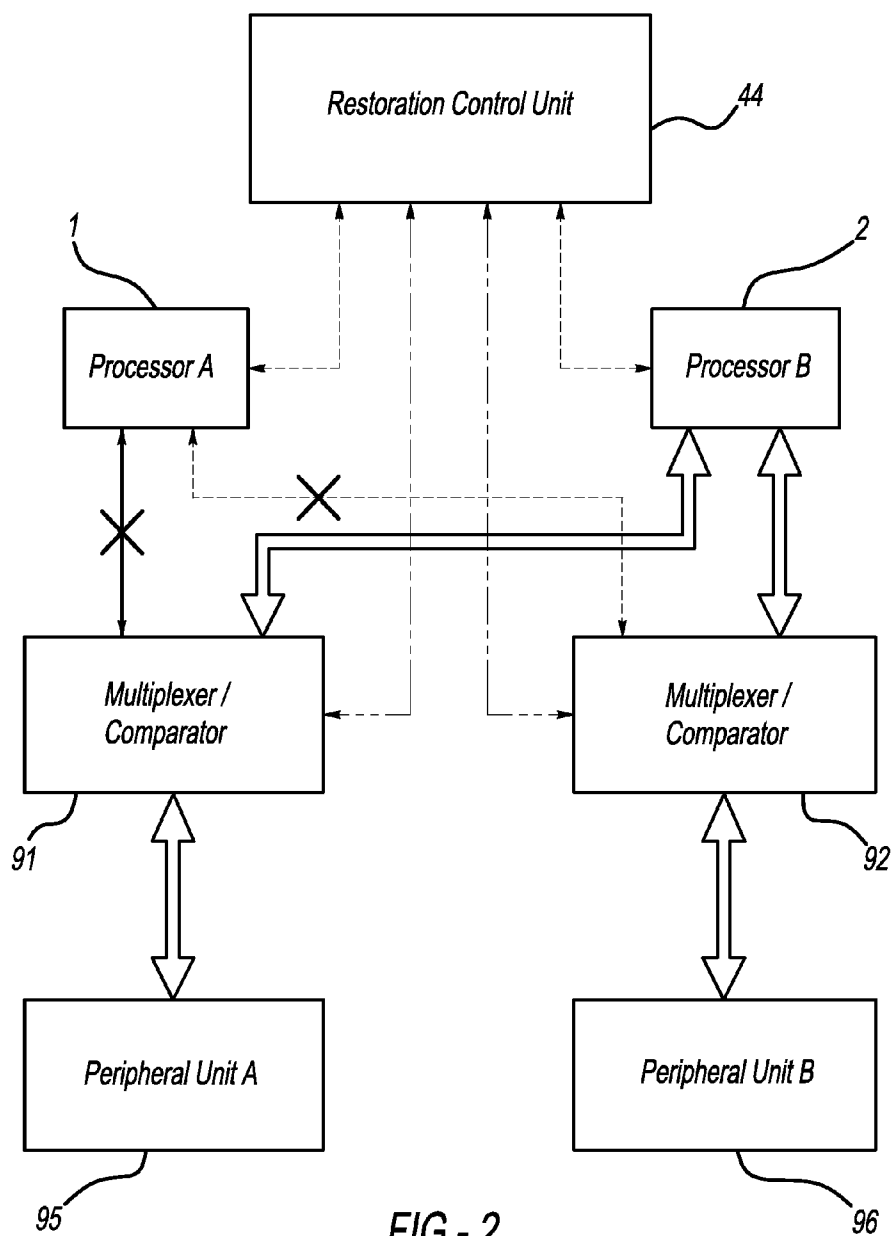 Restoration Control Unit
44
1
2
Processor A
Processor B
Multiplexer /
Comparator
Multiplexer /
Comparator
91
92
Peripheral Unit A
Peripheral Unit B
95
96
FIG - 2